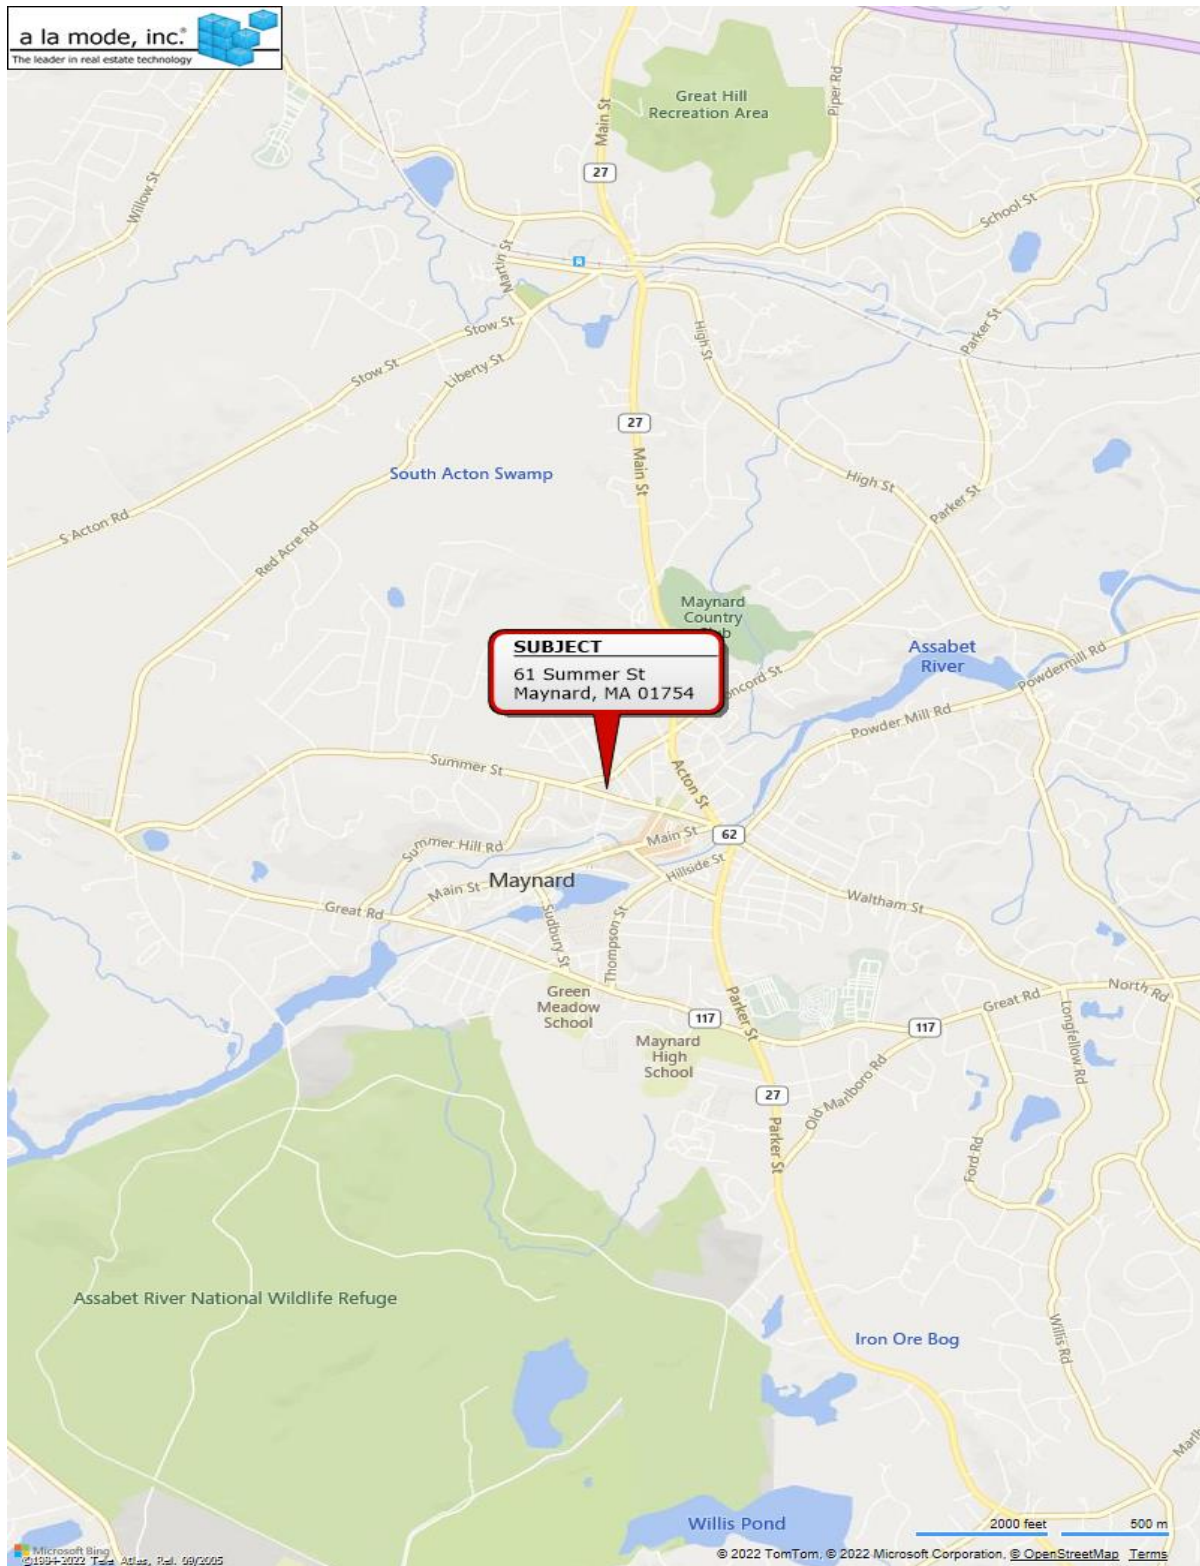 a la mode, inc.®
The leader in real estate technology
Great Hill
Recreation Area
Piper Rd
Main St
27
Willow St
School St
Martin St
Stow St
Stow St
Liberty St
High St
Parker St
27
Main St
South Acton Swamp
High St
Parker St
S Acton Rd
Red Acre Rd
Maynard
Country
SUBJECT
61 Summer St
Maynard, MA 01754
Assabet
River
Powdermill Rd
Powder Mill Rd
Summer St
Acton St
Main St
62
Summer Hill Rd
Hillside St
Main St
Maynard
Great Rd
Waltham St
Sudbury St
Thompson St
Green
Meadow
School
117
Parker St
Great Rd
North Rd
117
Longfellow Rd
Maynard
High
School
27
Old Marlboro Rd
Parker St
Ford Rd
Assabet River National Wildlife Refuge
Iron Ore Bog
Willis Rd
Willis Pond
2000 feet
500 m
Microsoft Bing
©1994-2022 Tele Atlas, Rel. 09/2005
© 2022 TomTom, © 2022 Microsoft Corporation, © OpenStreetMap Terms